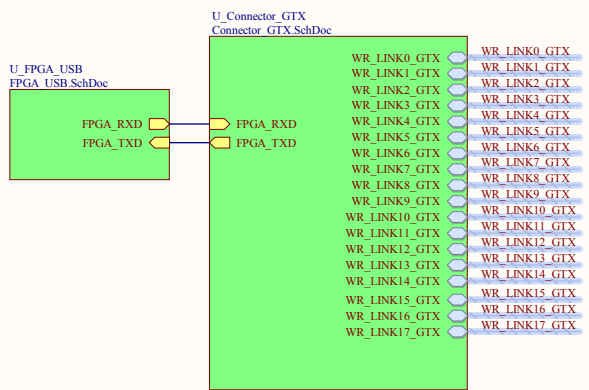 U_Connector_GTX
Connector_GTX.SchDoc
U_FPGA_USB
FPGA_USB.SchDoc
FPGA_RXD FPGA_RXD
FPGA_TXD FPGA_TXD
WR_LINK0_GTX WR_LINK0_GTX
WR_LINK1_GTX WR_LINK1_GTX
WR_LINK2_GTX WR_LINK2_GTX
WR_LINK3_GTX WR_LINK3_GTX
WR_LINK4_GTX WR_LINK4_GTX
WR_LINK5_GTX WR_LINK5_GTX
WR_LINK6_GTX WR_LINK6_GTX
WR_LINK7_GTX WR_LINK7_GTX
WR_LINK8_GTX WR_LINK8_GTX
WR_LINK9_GTX WR_LINK9_GTX
WR_LINK10_GTX WR_LINK10_GTX
WR_LINK11_GTX WR_LINK11_GTX
WR_LINK12_GTX WR_LINK12_GTX
WR_LINK13_GTX WR_LINK13_GTX
WR_LINK14_GTX WR_LINK14_GTX
WR_LINK15_GTX WR_LINK15_GTX
WR_LINK16_GTX WR_LINK16_GTX
WR_LINK17_GTX WR_LINK17_GTX